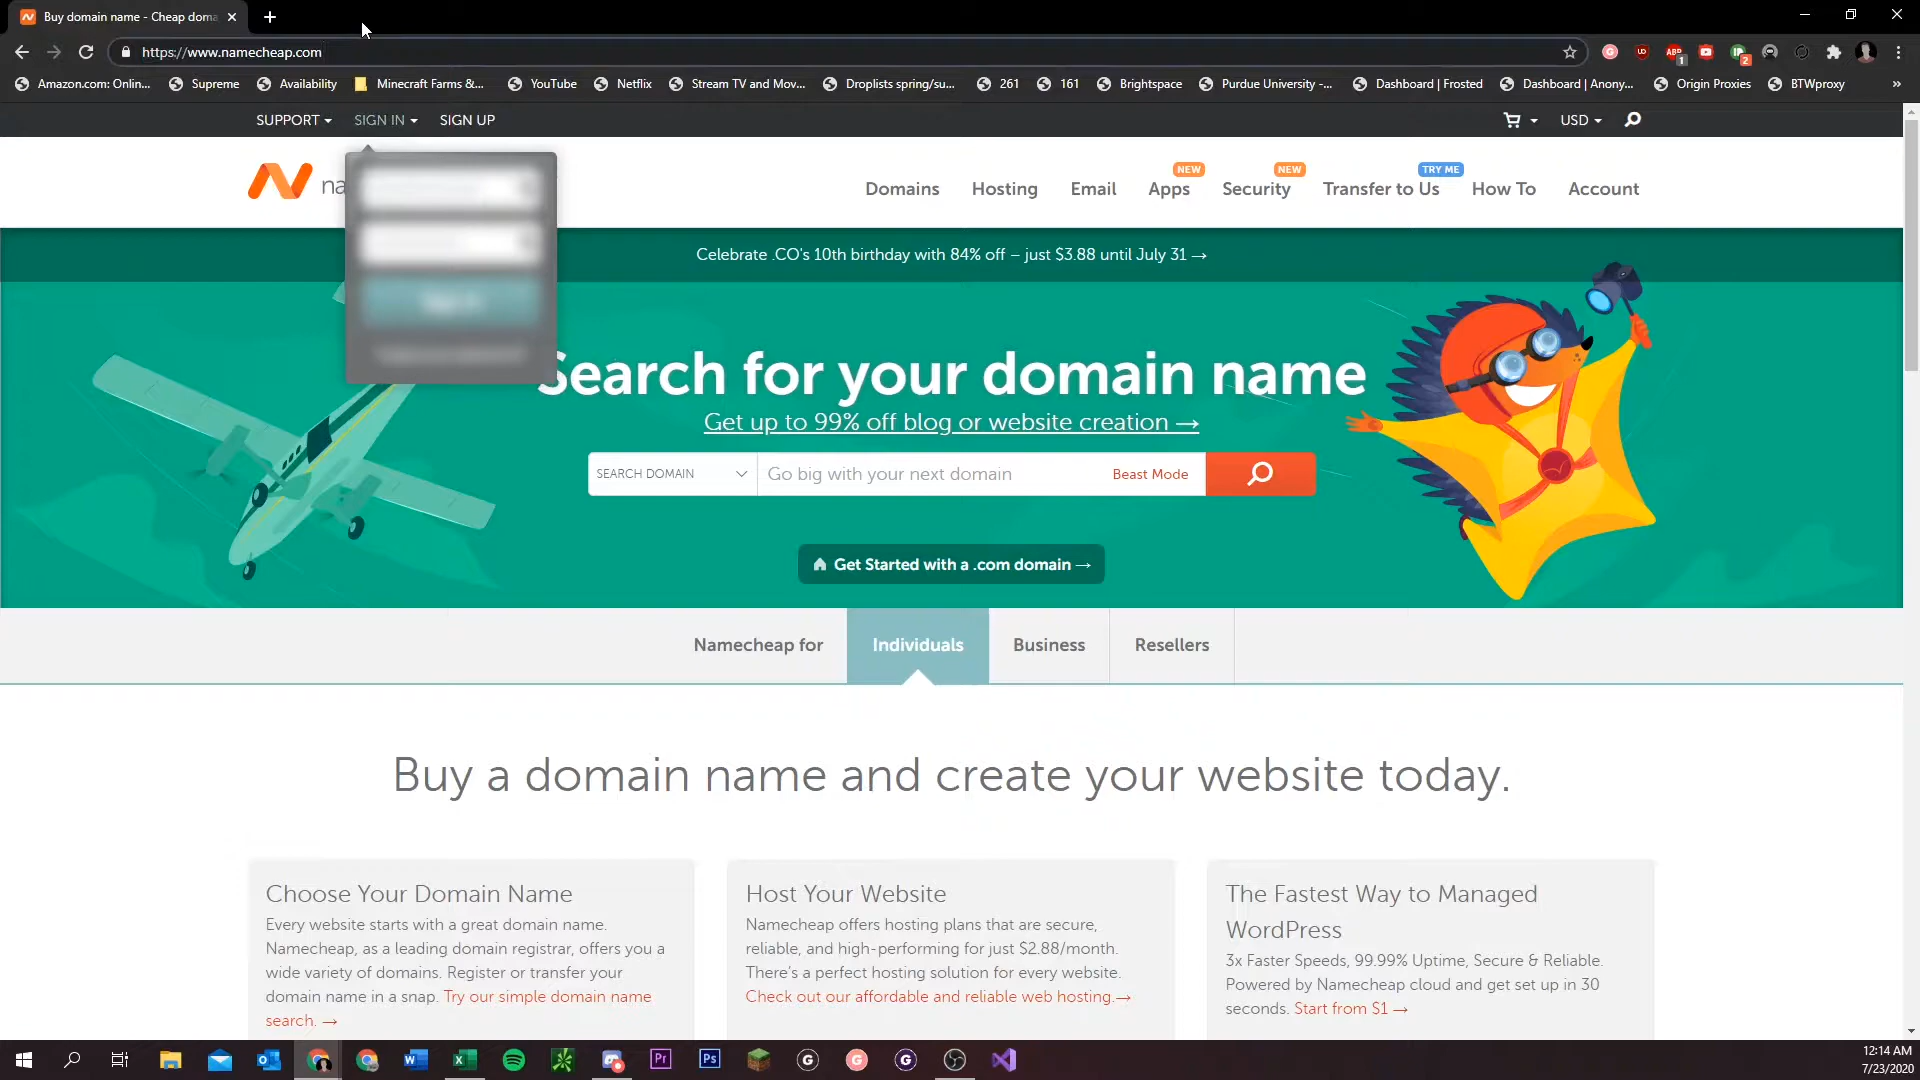 Buy domain name - Cheap doma
https://www.namecheap.com
ABP 1
2
Amazon.com: Onlin... Supreme Availability Minecraft Farms &... YouTube Netflix Stream TV and Mov... Droplists spring/su... 261 161 Brightspace Purdue University -... Dashboard | Frosted Dashboard | Anony... Origin Proxies BTWproxy »
SUPPORT SIGN IN SIGN UP USD
NEW NEW TRY ME
na Domains Hosting Email Apps Security Transfer to Us How To Account
Celebrate .CO's 10th birthday with 84% off – just $3.88 until July 31 →
Search for your domain name
Get up to 99% off blog or website creation →
SEARCH DOMAIN Go big with your next domain Beast Mode
Get Started with a .com domain →
Namecheap for Individuals Business Resellers
Buy a domain name and create your website today.
Choose Your Domain Name
Every website starts with a great domain name.
Namecheap, as a leading domain registrar, offers you a
wide variety of domains. Register or transfer your
domain name in a snap. Try our simple domain name
search. →
Host Your Website
Namecheap offers hosting plans that are secure,
reliable, and high-performing for just $2.88/month.
There's a perfect hosting solution for every website.
Check out our affordable and reliable web hosting.→
The Fastest Way to Managed
WordPress
3x Faster Speeds, 99.99% Uptime, Secure & Reliable.
Powered by Namecheap cloud and get set up in 30
seconds. Start from $1 →
Pr Ps
12:14 AM
7/23/2020